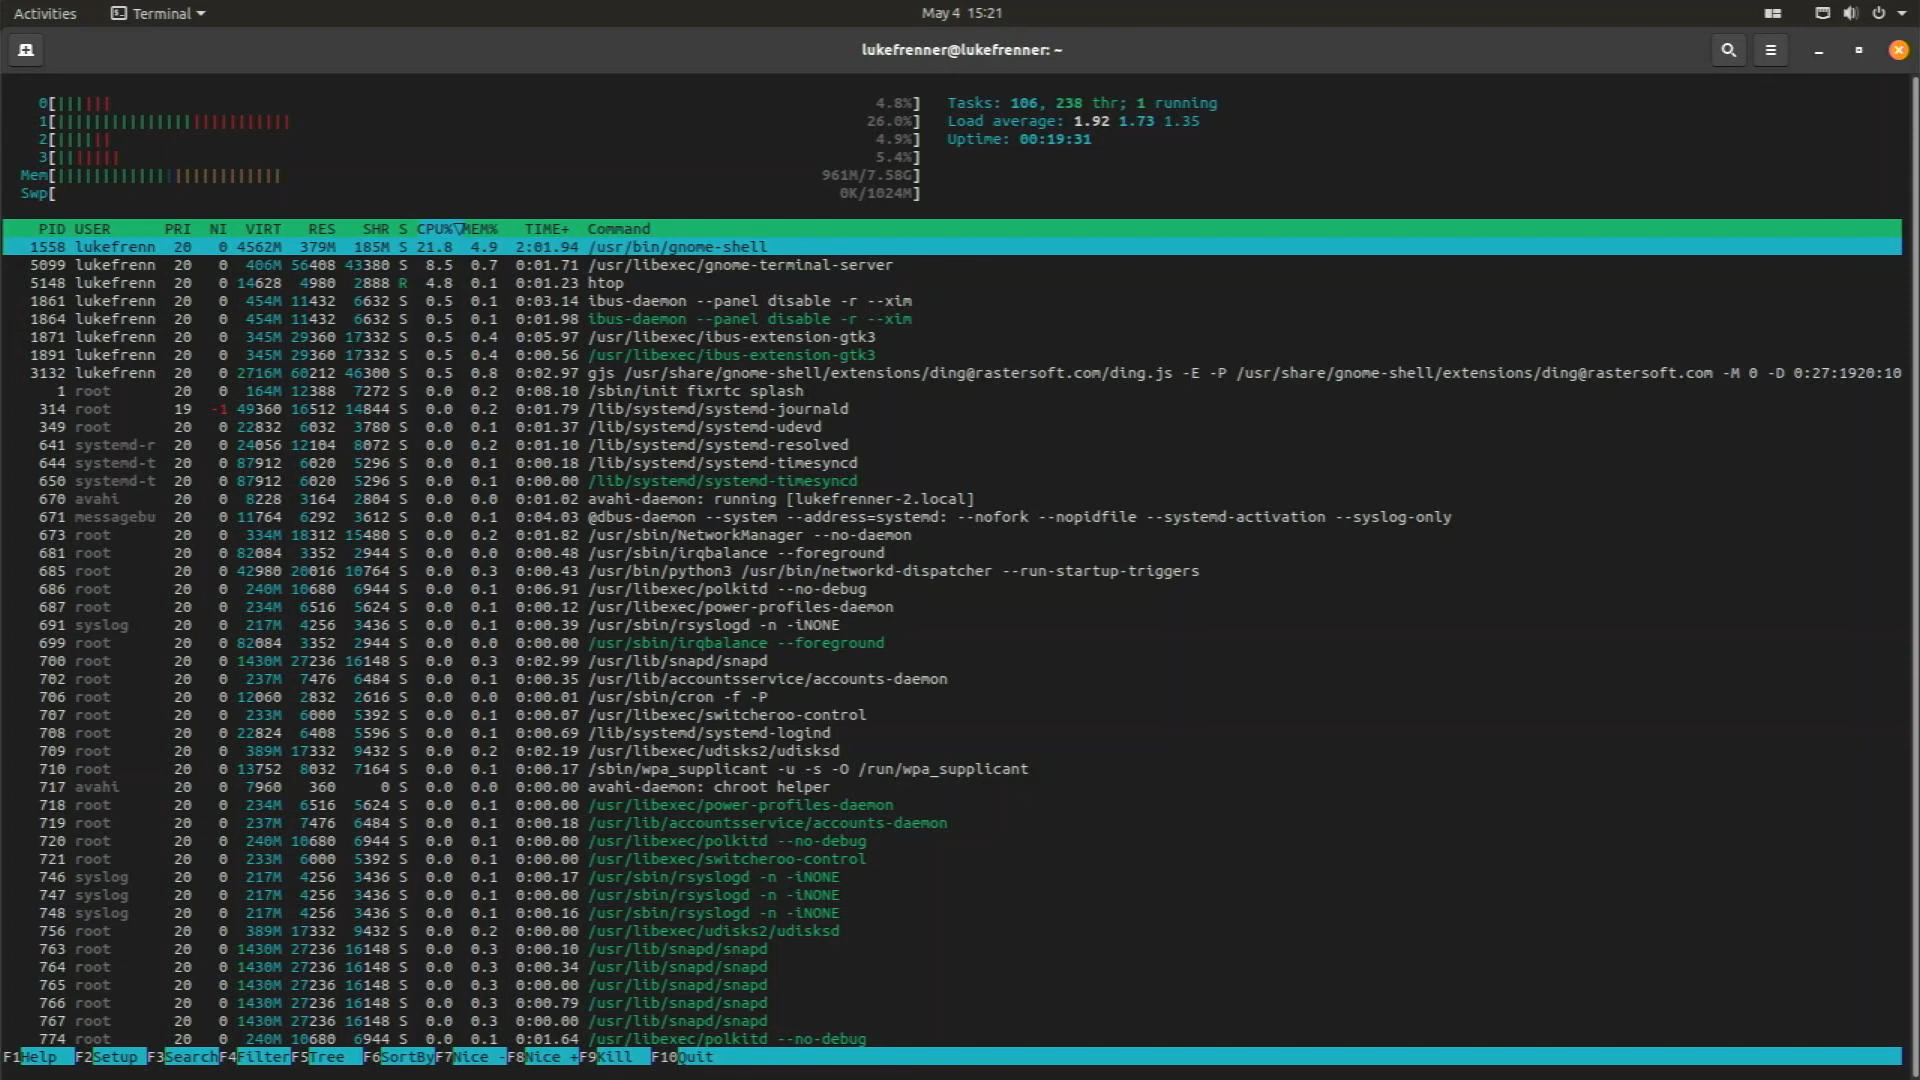 Activities Terminal May 4 15:21
lukefrenner@lukefrenner: ~
0[|||||| 4.8%] Tasks: 106, 238 thr; 1 running
1[|||||||||||||||||||||||||| 26.0%] Load average: 1.92 1.73 1.35
2[|||||| 4.9%] Uptime: 00:19:31
3[||||||| 5.4%]
Mem[||||||||||||||||||||||||| 961M/7.58G]
Swp[ 0K/1024M]
PID USER PRI NI VIRT RES SHR S CPU%▽MEM% TIME+ Command
1558 lukefrenn 20 0 4562M 379M 185M S 21.8 4.9 2:01.94 /usr/bin/gnome-shell
5099 lukefrenn 20 0 406M 56408 43380 S 8.5 0.7 0:01.71 /usr/libexec/gnome-terminal-server
5148 lukefrenn 20 0 14628 4980 2888 R 4.8 0.1 0:01.23 htop
1861 lukefrenn 20 0 454M 11432 6632 S 0.5 0.1 0:03.14 ibus-daemon --panel disable -r --xim
1864 lukefrenn 20 0 454M 11432 6632 S 0.5 0.1 0:01.98 ibus-daemon --panel disable -r --xim
1871 lukefrenn 20 0 345M 29360 17332 S 0.5 0.4 0:05.97 /usr/libexec/ibus-extension-gtk3
1891 lukefrenn 20 0 345M 29360 17332 S 0.5 0.4 0:00.56 /usr/libexec/ibus-extension-gtk3
3132 lukefrenn 20 0 2716M 60212 46300 S 0.5 0.8 0:02.97 gjs /usr/share/gnome-shell/extensions/ding@rastersoft.com/ding.js -E -P /usr/share/gnome-shell/extensions/ding@rastersoft.com -M 0 -D 0:27:1920:10
1 root 20 0 164M 12388 7272 S 0.0 0.2 0:08.10 /sbin/init fixrtc splash
314 root 19 -1 49360 16512 14844 S 0.0 0.2 0:01.79 /lib/systemd/systemd-journald
349 root 20 0 22832 6032 3780 S 0.0 0.1 0:01.37 /lib/systemd/systemd-udevd
641 systemd-r 20 0 24056 12104 8072 S 0.0 0.2 0:01.10 /lib/systemd/systemd-resolved
644 systemd-t 20 0 87912 6020 5296 S 0.0 0.1 0:00.18 /lib/systemd/systemd-timesyncd
650 systemd-t 20 0 87912 6020 5296 S 0.0 0.1 0:00.00 /lib/systemd/systemd-timesyncd
670 avahi 20 0 8228 3164 2804 S 0.0 0.0 0:01.02 avahi-daemon: running [lukefrenner-2.local]
671 messagebu 20 0 11764 6292 3612 S 0.0 0.1 0:04.03 @dbus-daemon --system --address=systemd: --nofork --nopidfile --systemd-activation --syslog-only
673 root 20 0 334M 18312 15480 S 0.0 0.2 0:01.82 /usr/sbin/NetworkManager --no-daemon
681 root 20 0 82084 3352 2944 S 0.0 0.0 0:00.48 /usr/sbin/irqbalance --foreground
685 root 20 0 42980 20016 10764 S 0.0 0.3 0:00.43 /usr/bin/python3 /usr/bin/networkd-dispatcher --run-startup-triggers
686 root 20 0 240M 10680 6944 S 0.0 0.1 0:06.91 /usr/libexec/polkitd --no-debug
687 root 20 0 234M 6516 5624 S 0.0 0.1 0:00.12 /usr/libexec/power-profiles-daemon
691 syslog 20 0 217M 4256 3436 S 0.0 0.1 0:00.39 /usr/sbin/rsyslogd -n -iNONE
699 root 20 0 82084 3352 2944 S 0.0 0.0 0:00.00 /usr/sbin/irqbalance --foreground
700 root 20 0 1430M 27236 16148 S 0.0 0.3 0:02.99 /usr/lib/snapd/snapd
702 root 20 0 237M 7476 6484 S 0.0 0.1 0:00.35 /usr/lib/accountsservice/accounts-daemon
706 root 20 0 12060 2832 2616 S 0.0 0.0 0:00.01 /usr/sbin/cron -f -P
707 root 20 0 233M 6000 5392 S 0.0 0.1 0:00.07 /usr/libexec/switcheroo-control
708 root 20 0 22824 6408 5596 S 0.0 0.1 0:00.69 /lib/systemd/systemd-logind
709 root 20 0 389M 17332 9432 S 0.0 0.2 0:02.19 /usr/libexec/udisks2/udisksd
710 root 20 0 13752 8032 7164 S 0.0 0.1 0:00.17 /sbin/wpa_supplicant -u -s -O /run/wpa_supplicant
717 avahi 20 0 7960 360 0 S 0.0 0.0 0:00.00 avahi-daemon: chroot helper
718 root 20 0 234M 6516 5624 S 0.0 0.1 0:00.00 /usr/libexec/power-profiles-daemon
719 root 20 0 237M 7476 6484 S 0.0 0.1 0:00.18 /usr/lib/accountsservice/accounts-daemon
720 root 20 0 240M 10680 6944 S 0.0 0.1 0:00.00 /usr/libexec/polkitd --no-debug
721 root 20 0 233M 6000 5392 S 0.0 0.1 0:00.00 /usr/libexec/switcheroo-control
746 syslog 20 0 217M 4256 3436 S 0.0 0.1 0:00.17 /usr/sbin/rsyslogd -n -iNONE
747 syslog 20 0 217M 4256 3436 S 0.0 0.1 0:00.00 /usr/sbin/rsyslogd -n -iNONE
748 syslog 20 0 217M 4256 3436 S 0.0 0.1 0:00.16 /usr/sbin/rsyslogd -n -iNONE
756 root 20 0 389M 17332 9432 S 0.0 0.2 0:00.00 /usr/libexec/udisks2/udisksd
763 root 20 0 1430M 27236 16148 S 0.0 0.3 0:00.10 /usr/lib/snapd/snapd
764 root 20 0 1430M 27236 16148 S 0.0 0.3 0:00.34 /usr/lib/snapd/snapd
765 root 20 0 1430M 27236 16148 S 0.0 0.3 0:00.00 /usr/lib/snapd/snapd
766 root 20 0 1430M 27236 16148 S 0.0 0.3 0:00.79 /usr/lib/snapd/snapd
767 root 20 0 1430M 27236 16148 S 0.0 0.3 0:00.00 /usr/lib/snapd/snapd
774 root 20 0 240M 10680 6944 S 0.0 0.1 0:01.64 /usr/libexec/polkitd --no-debug
F1Help F2Setup F3SearchF4FilterF5Tree F6SortByF7Nice -F8Nice +F9Kill F10Quit